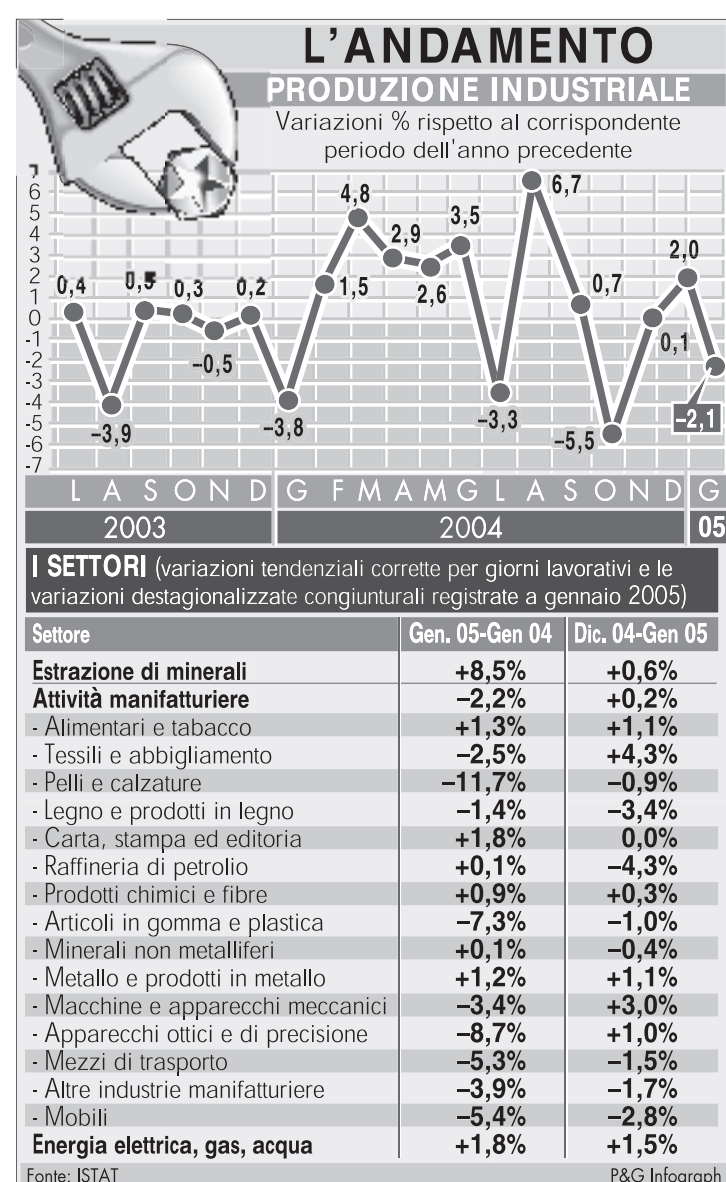 L'ANDAMENTO
PRODUZIONE INDUSTRIALE
Variazioni % rispetto al corrispondente
periodo dell'anno precedente
7
6
5
4
3
2
1
0
-1
-2
-3
-4
-5
-6
-7
0,4
–3,9
0,5
0,3
–0,5
0,2
–3,8
1,5
4,8
2,9
2,6
3,5
–3,3
6,7
0,7
–5,5
0,1
2,0
–2,1
L A S O N D G F M A M G L A S O N D G
2003 2004 05
I SETTORI (variazioni tendenziali corrette per giorni lavorativi e le
variazioni destagionalizzate congiunturali registrate a gennaio 2005)
Settore Gen. 05-Gen 04 Dic. 04-Gen 05
Estrazione di minerali +8,5% +0,6%
Attività manifatturiere –2,2% +0,2%
- Alimentari e tabacco +1,3% +1,1%
- Tessili e abbigliamento –2,5% +4,3%
- Pelli e calzature –11,7% –0,9%
- Legno e prodotti in legno –1,4% –3,4%
- Carta, stampa ed editoria +1,8% 0,0%
- Raffineria di petrolio +0,1% –4,3%
- Prodotti chimici e fibre +0,9% +0,3%
- Articoli in gomma e plastica –7,3% –1,0%
- Minerali non metalliferi +0,1% –0,4%
- Metallo e prodotti in metallo +1,2% +1,1%
- Macchine e apparecchi meccanici –3,4% +3,0%
- Apparecchi ottici e di precisione –8,7% +1,0%
- Mezzi di trasporto –5,3% –1,5%
- Altre industrie manifatturiere –3,9% –1,7%
- Mobili –5,4% –2,8%
Energia elettrica, gas, acqua +1,8% +1,5%
Fonte: ISTAT P&G Infograph